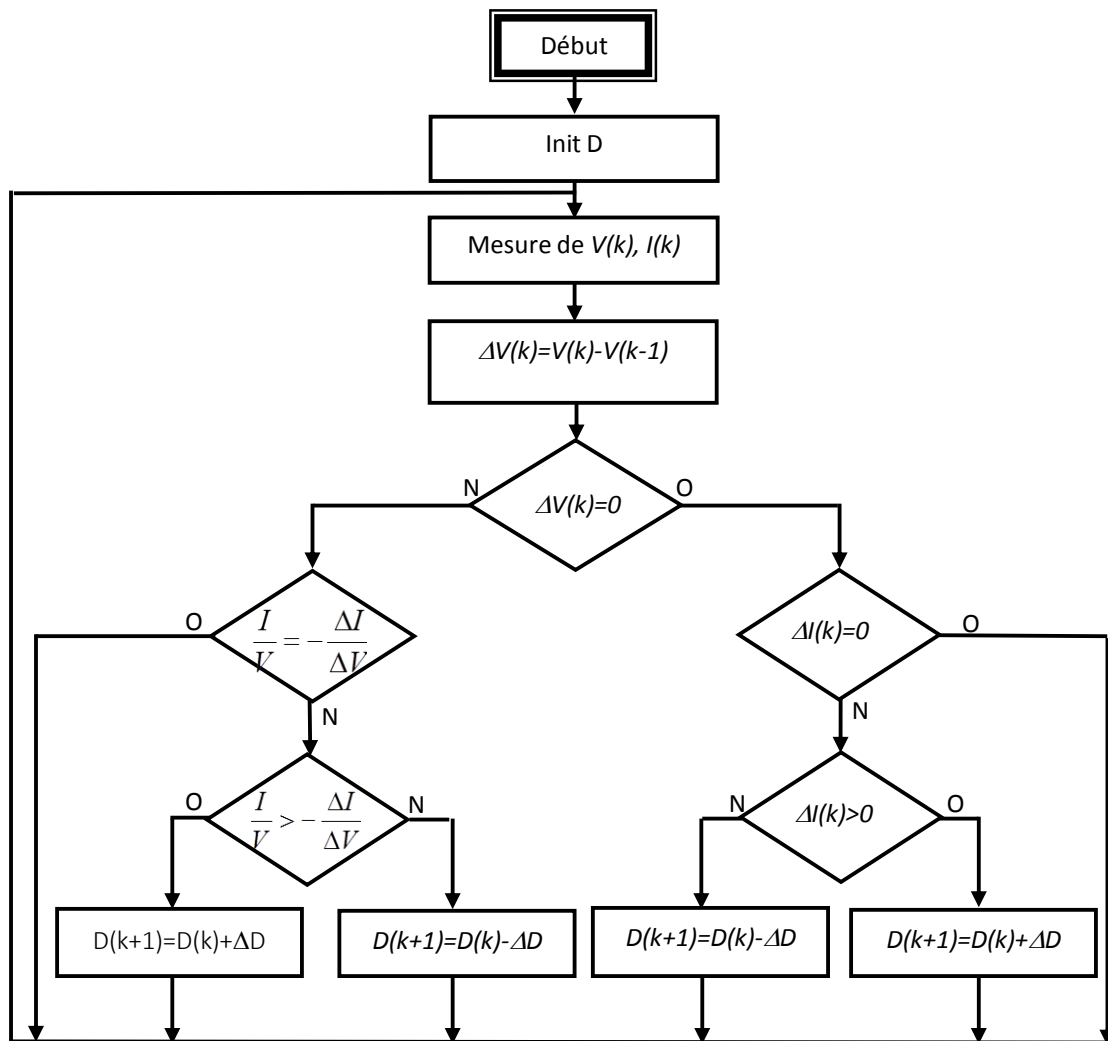 Début
Init D
Mesure de V(k), I(k)
ΔV(k)=V(k)-V(k-1)
N
ΔV(k)=0
O
O
I/V = -ΔI/ΔV
N
ΔI(k)=0
O
N
O
I/V > -ΔI/ΔV
N
N
ΔI(k)>0
O
D(k+1)=D(k)+ΔD
D(k+1)=D(k)-ΔD
D(k+1)=D(k)-ΔD
D(k+1)=D(k)+ΔD